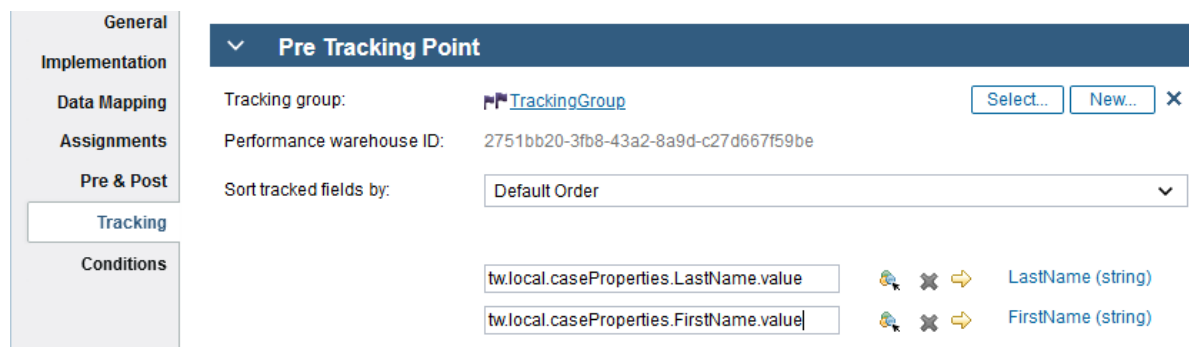 General
Implementation
Data Mapping
Assignments
Pre & Post
Tracking
Conditions
Pre Tracking Point
Tracking group: TrackingGroup Select... New...
Performance warehouse ID: 2751bb20-3fb8-43a2-8a9d-c27d667f59be
Sort tracked fields by: Default Order
tw.local.caseProperties.LastName.value LastName (string)
tw.local.caseProperties.FirstName.value FirstName (string)